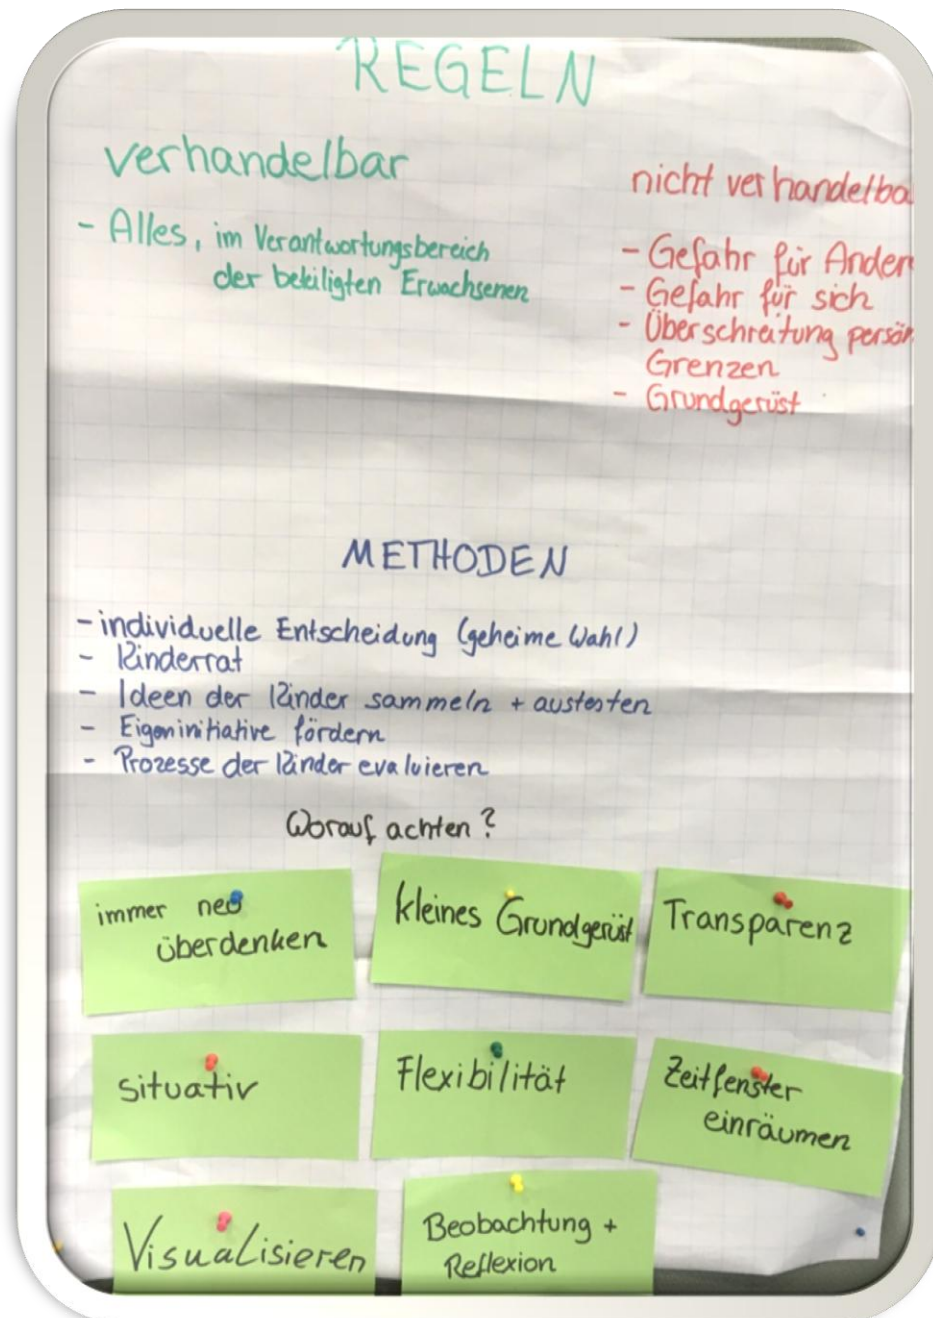 REGELN
verhandelbar
- Alles, im Verantwortungsbereich
der beteiligten Erwachsenen
nicht verhandelba
- Gefahr für Ander
- Gefahr für sich
- Überschreitung persön
Grenzen
- Grundgerüst
METHODEN
- individuelle Entscheidung (geheime Wahl)
- Kinderrat
- Ideen der Kinder sammeln + austesten
- Eigeninitiative fördern
- Prozesse der Kinder evaluieren
Worauf achten?
immer neu
überdenken
kleines Grundgerüst
Transparenz
situativ
Flexibilität
Zeitfenster
einräumen
Visualisieren
Beobachtung +
Reflexion